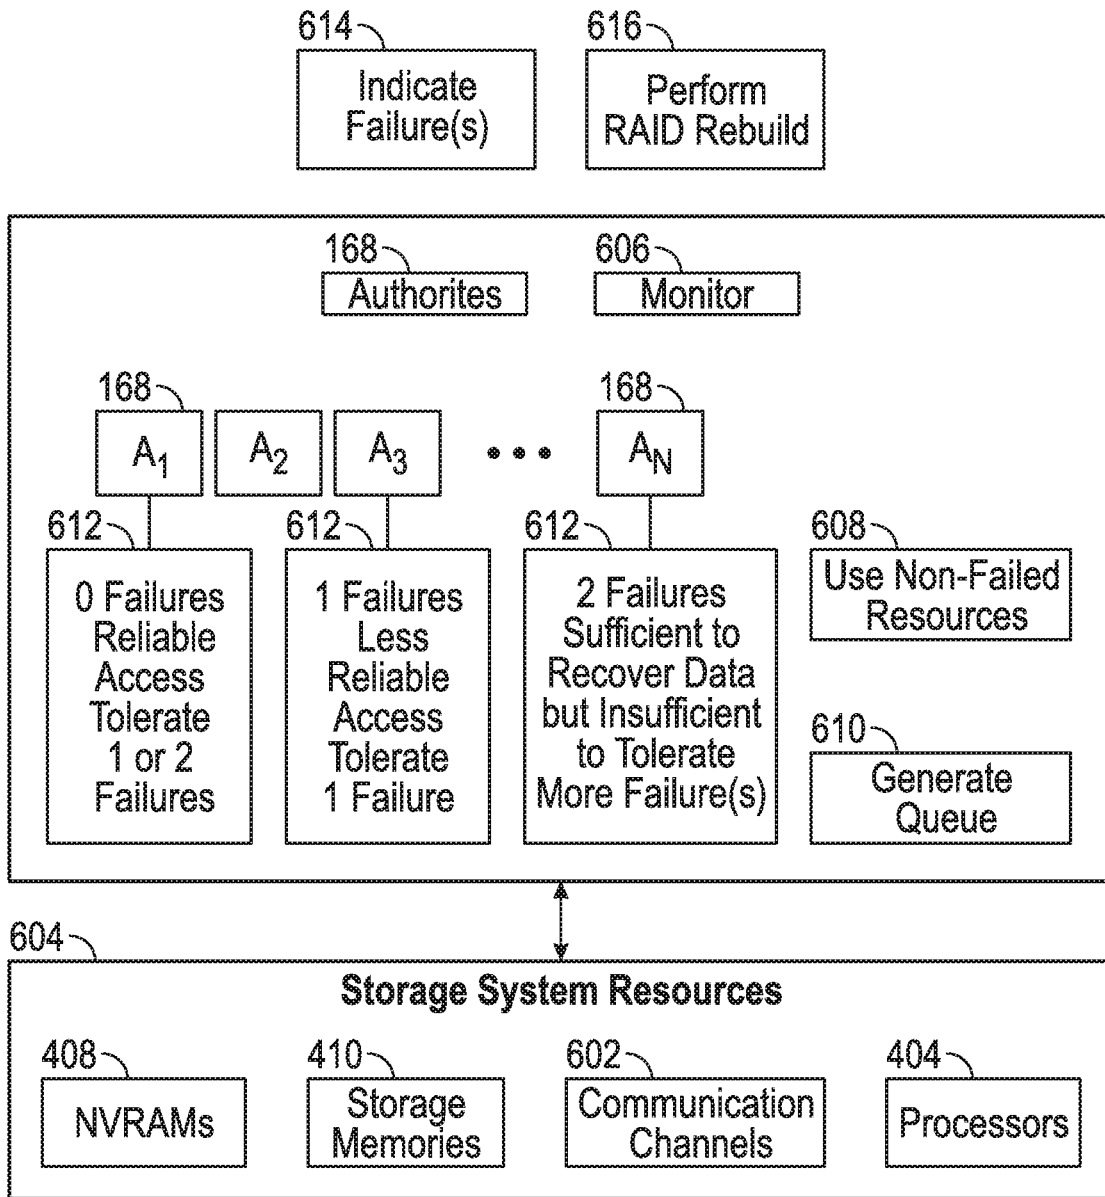 614
Indicate
Failure(s)
616
Perform
RAID Rebuild
168
Authorites
606
Monitor
168
A1
A2
A3
•••
168
AN
612
0 Failures
Reliable
Access
Tolerate
1 or 2
Failures
612
1 Failures
Less
Reliable
Access
Tolerate
1 Failure
612
2 Failures
Sufficient to
Recover Data
but Insufficient
to Tolerate
More Failure(s)
608
Use Non-Failed
Resources
610
Generate
Queue
604
Storage System Resources
408
NVRAMs
410
Storage
Memories
602
Communication
Channels
404
Processors